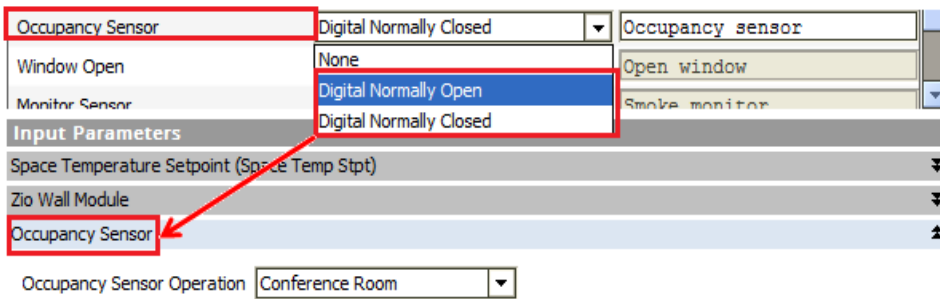 Occupancy Sensor Digital Normally Closed Occupancy sensor
Window Open None Open window
Digital Normally Open
Monitor Sensor Digital Normally Closed Smoke monitor
Input Parameters
Space Temperature Setpoint (Space Temp Stpt)
Zio Wall Module
Occupancy Sensor
Occupancy Sensor Operation Conference Room